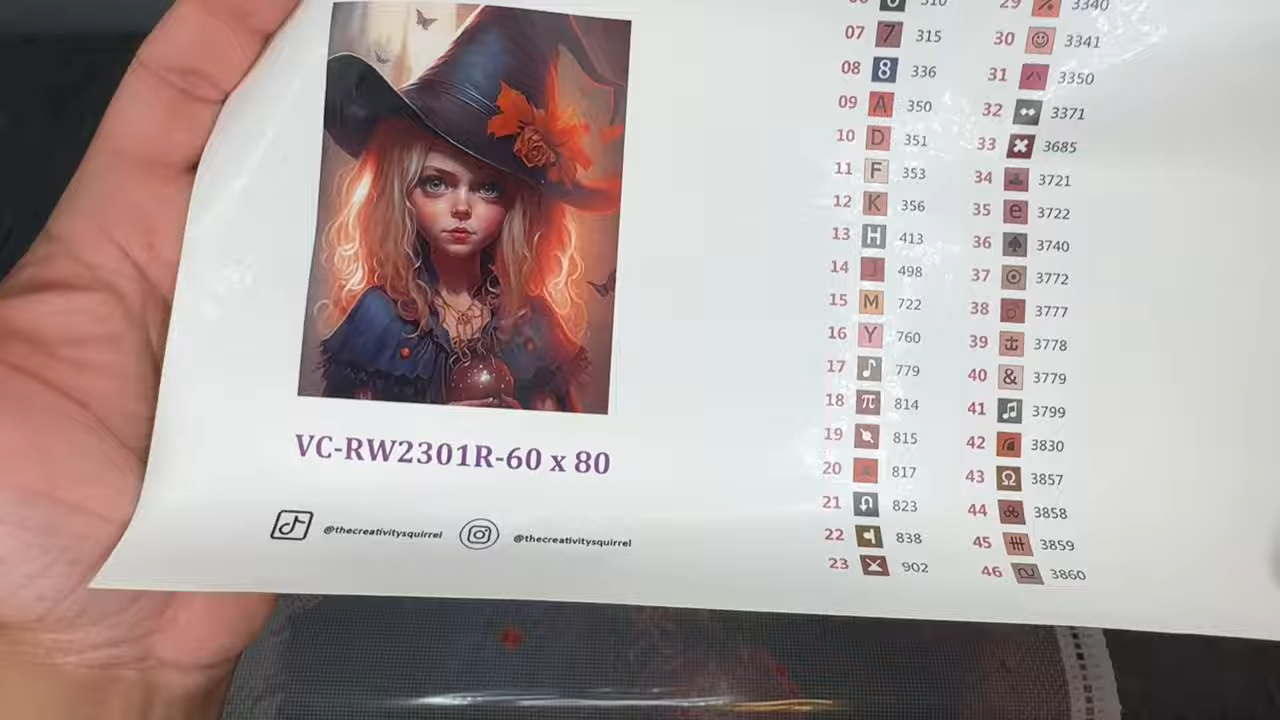 06 310 29 3340
07 7 315 30 3341
08 8 336 31 3350
09 A 350 32 3371
10 D 351 33 3685
11 F 353 34 3721
12 K 356 35 e 3722
13 H 413 36 3740
14 J 498 37 3772
15 M 722 38 3777
16 Y 760 39 3778
17 779 40 & 3779
18 π 814 41 3799
19 815 42 3830
20 817 43 Ω 3857
21 823 44 3858
22 838 45 3859
23 902 46 3860
VC-RW2301R-60 x 80
@thecreativitysquirrel @thecreativitysquirrel